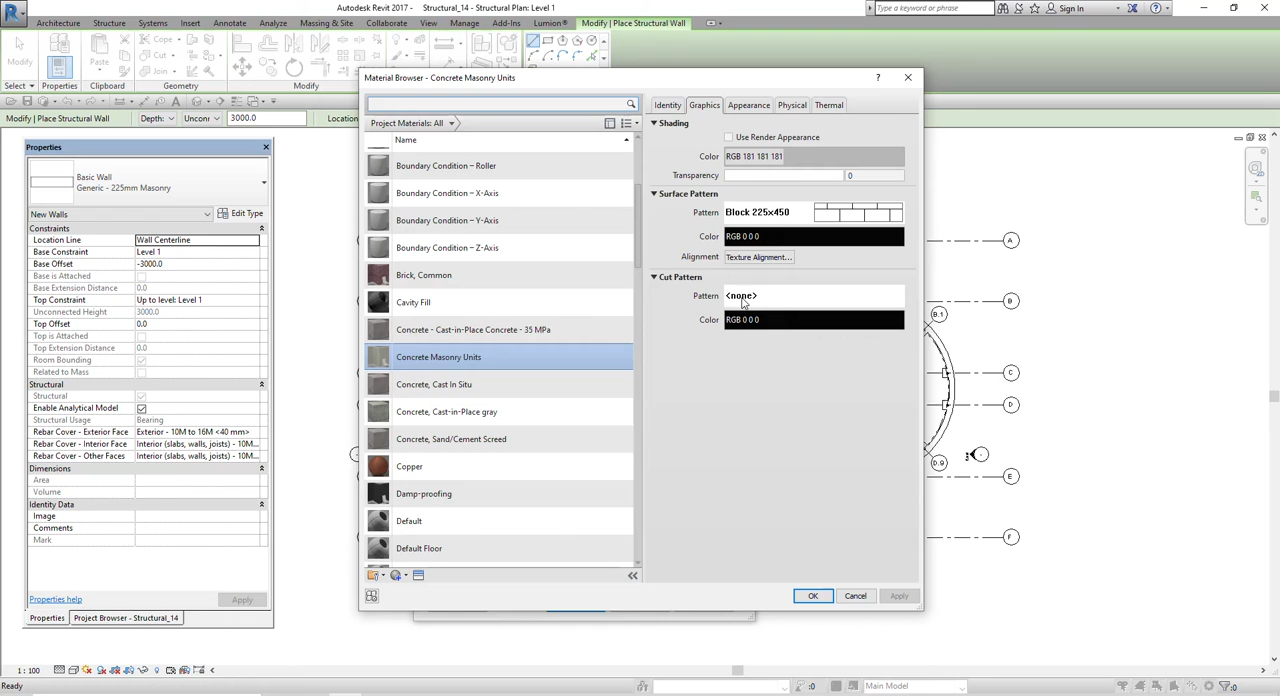 Autodesk Revit 2017 - Structural_14 - Structural Plan: Level 1
Type a keyword or phrase
Sign In
Architecture Structure Systems Insert Annotate Analyze Massing & Site Collaborate View Manage Add-Ins Lumion® Modify | Place Structural Wall
Modify
Paste
Cope
Cut
Join
Select Properties Clipboard Modify
Modify | Place Structural Wall Depth: Unconn 3000.0 Location
Properties
Basic Wall
Generic - 225mm Masonry
New Walls Edit Type
Constraints
Location Line Wall Centerline
Base Constraint Level 1
Base Offset -3000.0
Base is Attached
Base Extension Distance 0.0
Top Constraint Up to level: Level 1
Unconnected Height 3000.0
Top Offset 0.0
Top is Attached
Top Extension Distance 0.0
Room Bounding
Related to Mass
Structural
Structural
Enable Analytical Model
Structural Usage Bearing
Rebar Cover - Exterior Face Exterior - 10M to 16M <40 mm>
Rebar Cover - Interior Face Interior (slabs, walls, joists) - 10M...
Rebar Cover - Other Faces Interior (slabs, walls, joists) - 10M...
Dimensions
Area
Volume
Identity Data
Image
Comments
Mark
Properties help Apply
Properties Project Browser - Structural_14
Material Browser - Concrete Masonry Units
?
Project Materials: All
Name
Boundary Condition – Roller
Boundary Condition – X-Axis
Boundary Condition – Y-Axis
Boundary Condition – Z-Axis
Brick, Common
Cavity Fill
Concrete - Cast-in-Place Concrete - 35 MPa
Concrete Masonry Units
Concrete, Cast In Situ
Concrete, Cast-in-Place gray
Concrete, Sand/Cement Screed
Copper
Damp-proofing
Default
Default Floor
Identity Graphics Appearance Physical Thermal
Shading
Use Render Appearance
Color RGB 181 181 181
Transparency 0
Surface Pattern
Pattern Block 225x450
Color RGB 0 0 0
Alignment Texture Alignment...
Cut Pattern
Pattern <none>
Color RGB 0 0 0
OK Cancel Apply
A
B
B.1
C
D
D.9
E
F
1 : 100
Ready
:0 Main Model :0